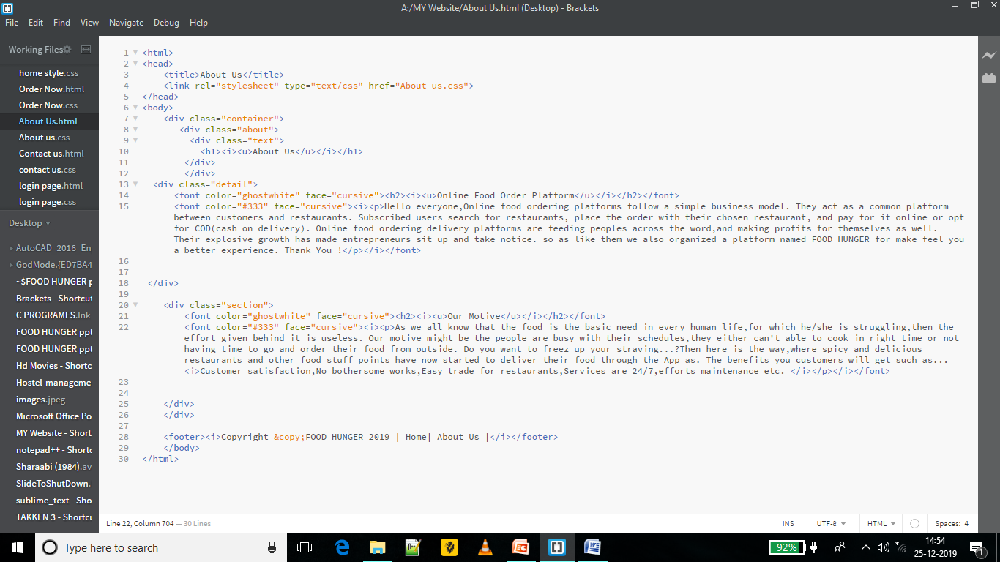 A:/MY Website/About Us.html (Desktop) - Brackets
File Edit Find View Navigate Debug Help
Working Files
home style.css
Order Now.html
Order Now.css
About Us.html
About us.css
Contact us.html
contact us.css
login page.html
login page.css
Desktop
AutoCAD_2016_En
GodMode.{ED7BA4
~$FOOD HUNGER p
Brackets - Shortcut
C PROGRAMES.lnk
FOOD HUNGER ppt
FOOD HUNGER ppt
Hd Movies - Shortc
Hostel-manageme
images.jpeg
Microsoft Office Po
MY Website - Short
notepad++ - Shortc
Sharaabi (1984).av
SlideToShutDown.
sublime_text - Sho
TAKKEN 3 - Shortcu
1 <html>
2 <head>
3 <title>About Us</title>
4 <link rel="stylesheet" type="text/css" href="About us.css">
5 </head>
6 <body>
7 <div class="container">
8 <div class="about">
9 <div class="text">
10 <h1><i><u>About Us</u></i></h1>
11 </div>
12 </div>
13 <div class="detail">
14 <font color="ghostwhite" face="cursive"><h2><i><u>Online Food Order Platform</u></i></h2></font>
15 <font color="#333" face="cursive"><i><p>Hello everyone,Online food ordering platforms follow a simple business model. They act as a common platform
between customers and restaurants. Subscribed users search for restaurants, place the order with their chosen restaurant, and pay for it online or opt
for COD(cash on delivery). Online food ordering delivery platforms are feeding peoples across the word,and making profits for themselves as well.
Their explosive growth has made entrepreneurs sit up and take notice. so as like them we also organized a platform named FOOD HUNGER for make feel you
a better experience. Thank You !</p></i></font>
16
17
18 </div>
19
20 <div class="section">
21 <font color="ghostwhite" face="cursive"><h2><i><u>Our Motive</u></i></h2></font>
22 <font color="#333" face="cursive"><i><p>As we all know that the food is the basic need in every human life,for which he/she is struggling,then the
effort given behind it is useless. Our motive might be the people are busy with their schedules,they either can't able to cook in right time or not
having time to go and order their food from outside. Do you want to freez up your straving...?Then here is the way,where spicy and delicious
restaurants and other food stuff points have now started to deliver their food through the App as. The benefits you customers will get such as...
<i>Customer satisfaction,No bothersome works,Easy trade for restaurants,Services are 24/7,efforts maintenance etc. </i></p></i></font>
23
24
25 </div>
26 </div>
27
28 <footer><i>Copyright &copy;FOOD HUNGER 2019 | Home| About Us |</i></footer>
29 </body>
30 </html>
Line 22, Column 704 — 30 Lines
INS UTF-8 HTML Spaces: 4
Type here to search
92%
14:54
25-12-2019
1